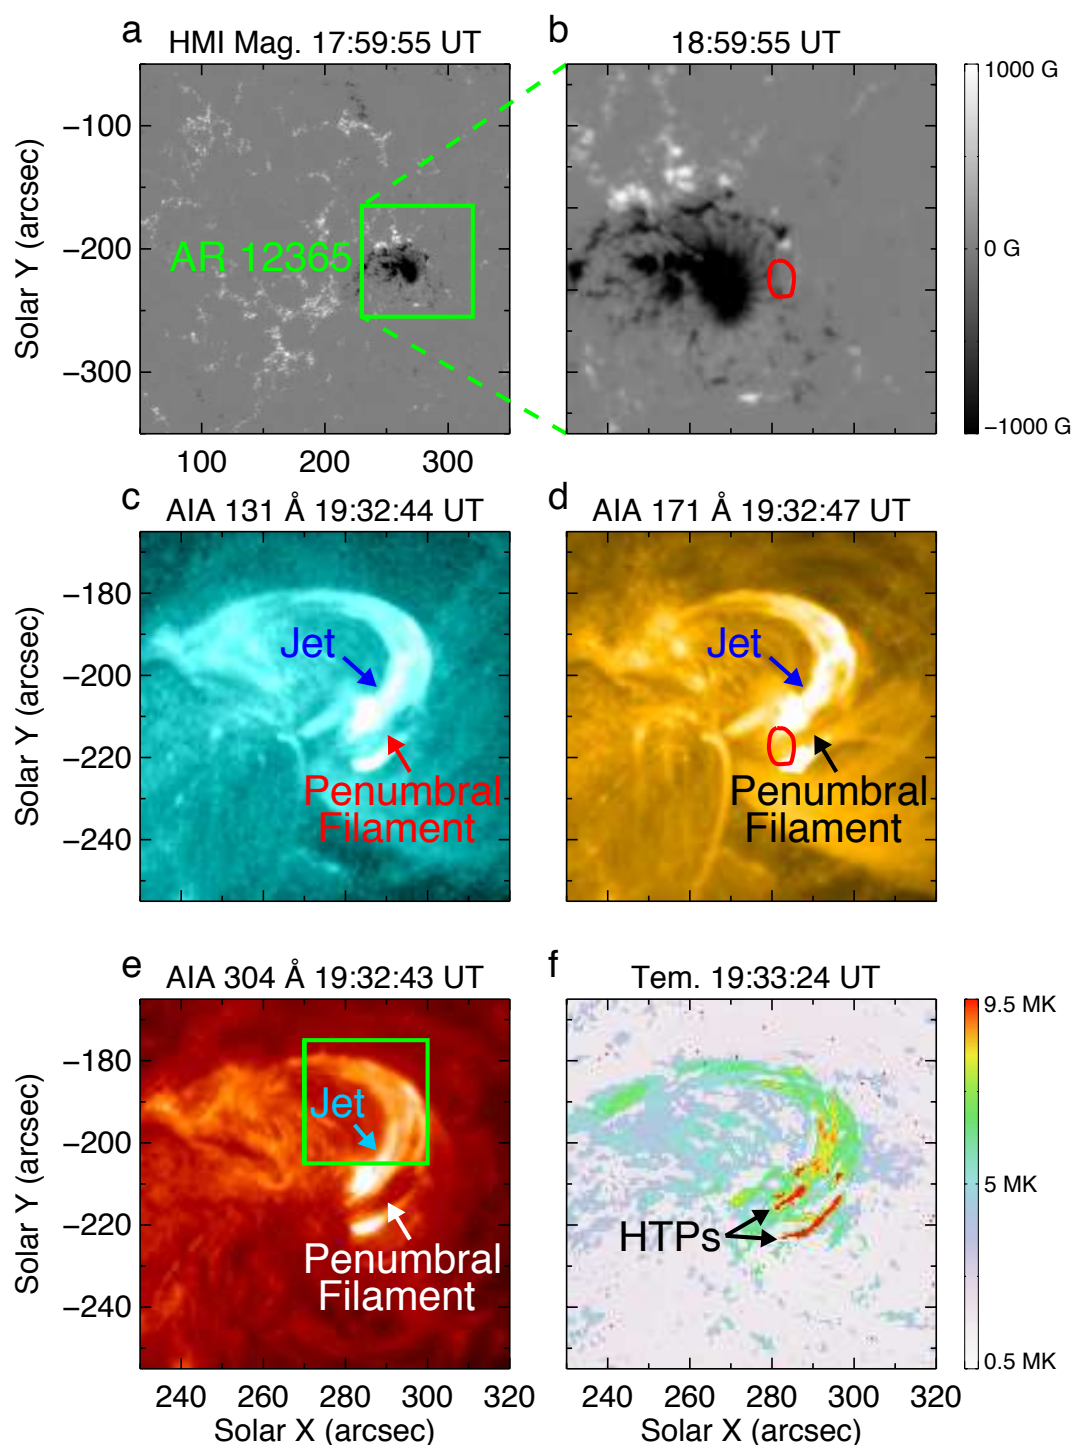 a
HMI Mag. 17:59:55 UT
b
18:59:55 UT
Solar Y (arcsec)
−100
−200
−300
AR 12365
100
200
300
1000 G
0 G
−1000 G
c
AIA 131 Å 19:32:44 UT
d
AIA 171 Å 19:32:47 UT
Solar Y (arcsec)
−180
−200
−220
−240
Jet
Penumbral
Filament
Jet
Penumbral
Filament
e
AIA 304 Å 19:32:43 UT
f
Tem. 19:33:24 UT
Solar Y (arcsec)
−180
−200
−220
−240
Jet
Penumbral
Filament
HTPs
9.5 MK
5 MK
0.5 MK
240
260
280
300
320
Solar X (arcsec)
240
260
280
300
320
Solar X (arcsec)